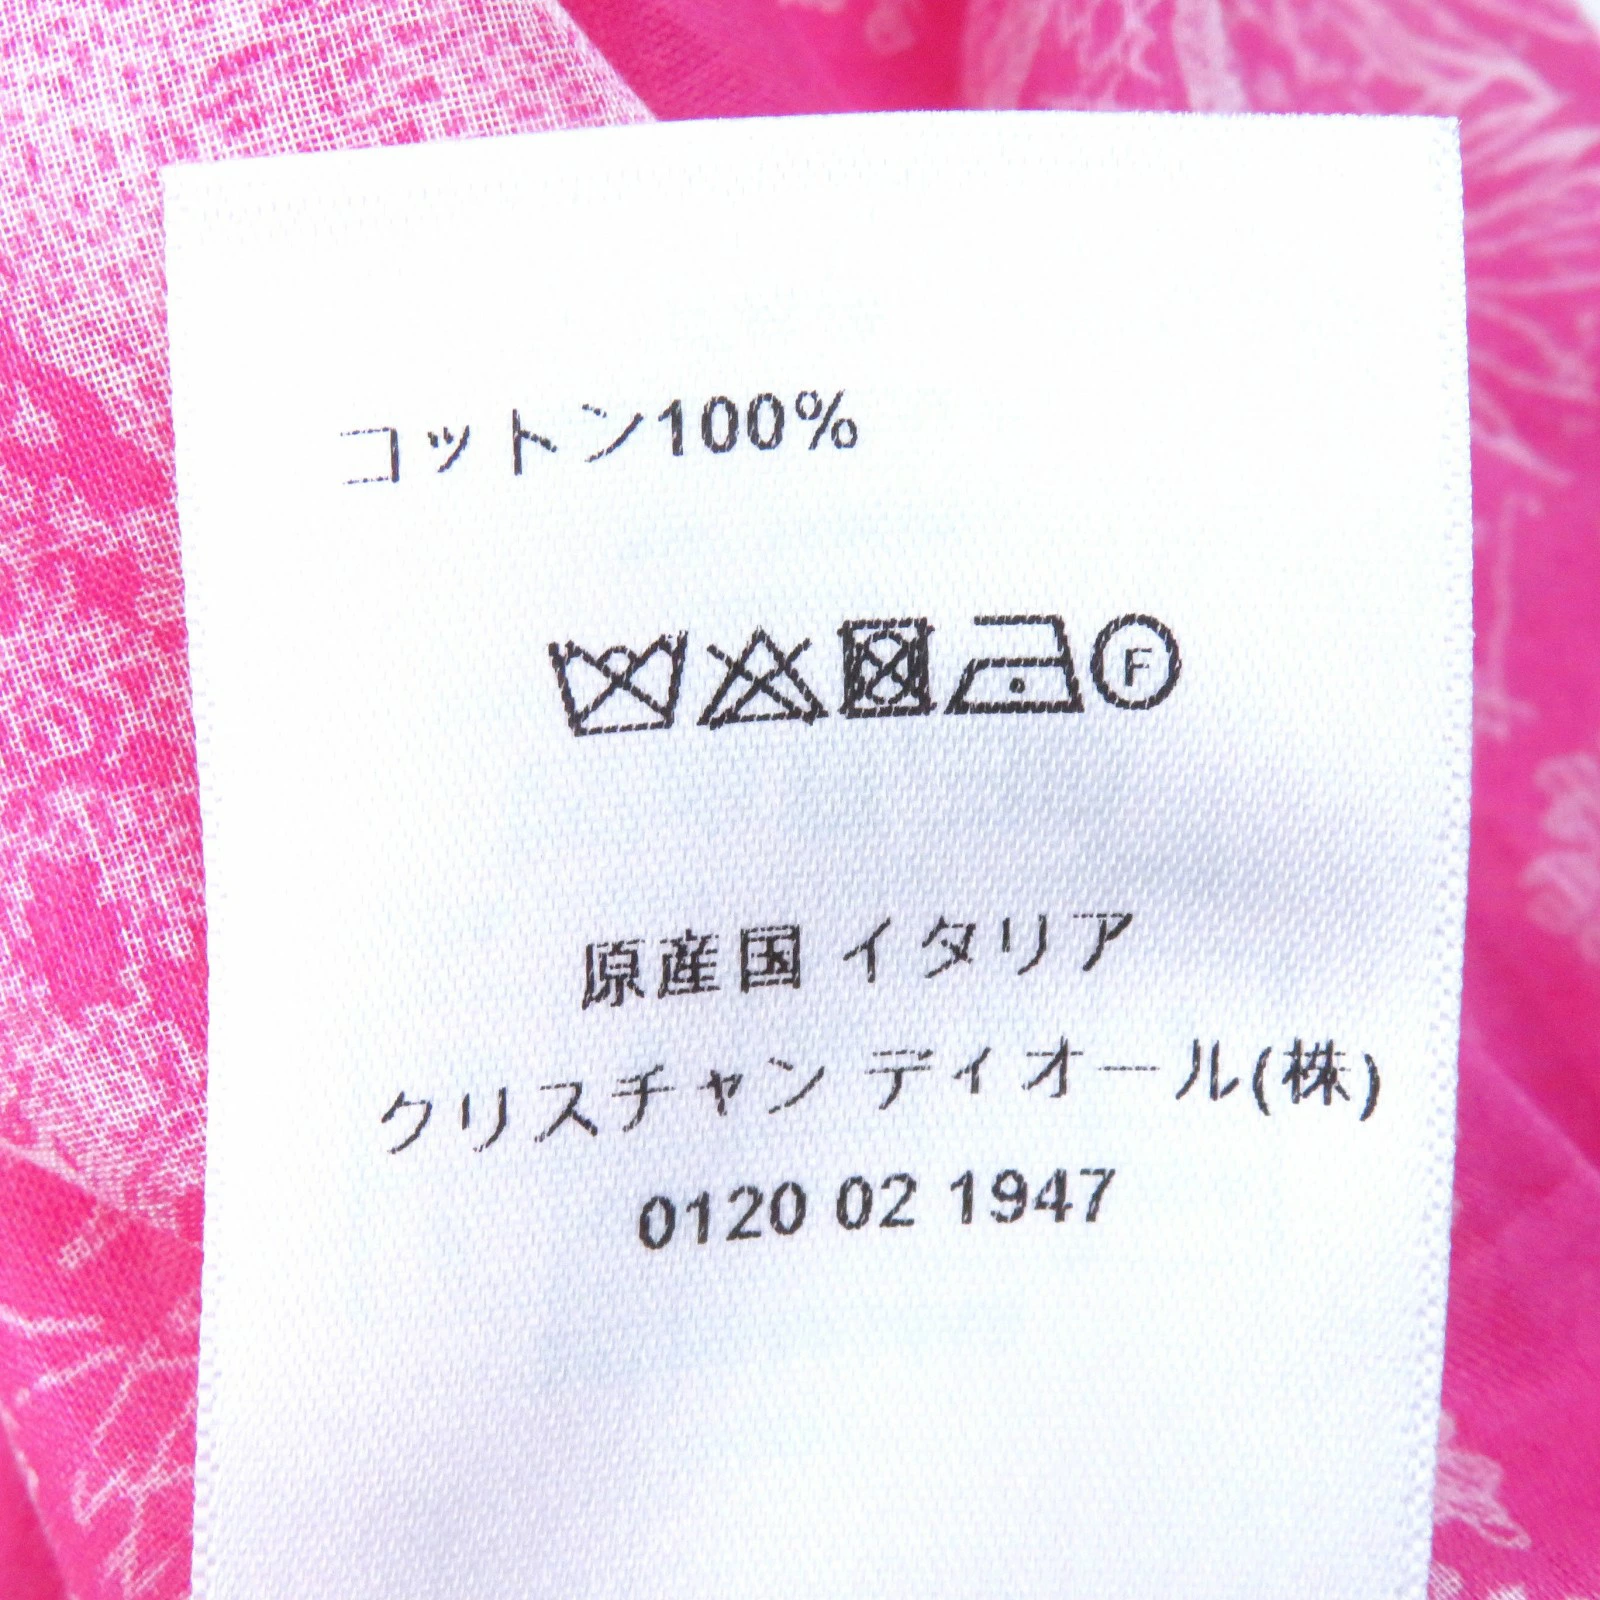 コットン100%
F
原産国 イタリア
クリスチャン ディオール(株)
0120 02 1947